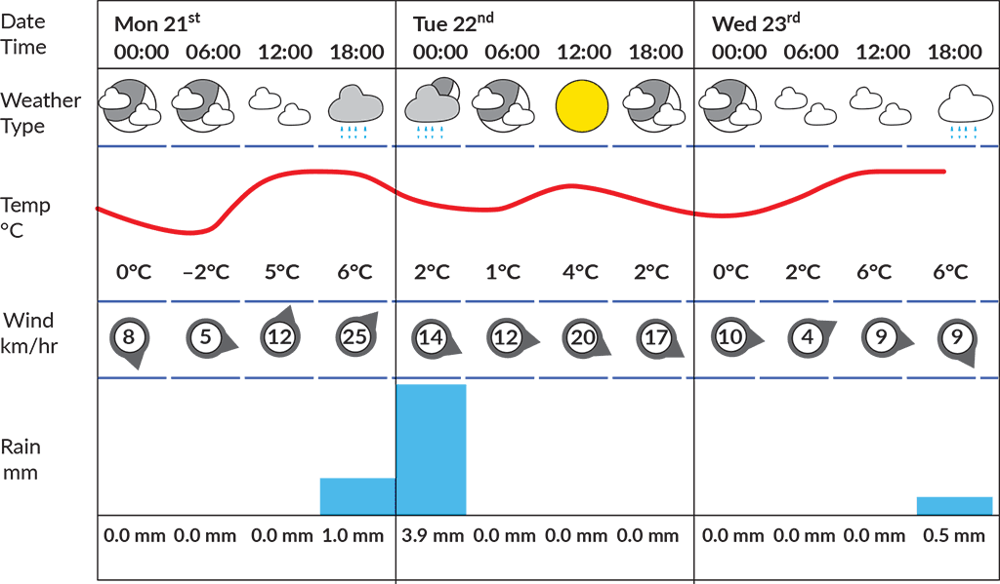 Date
Time
Mon 21st
Tue 22nd
Wed 23rd
00:00 06:00 12:00 18:00 00:00 06:00 12:00 18:00 00:00 06:00 12:00 18:00
Weather
Type
Temp
°C
0°C –2°C 5°C 6°C 2°C 1°C 4°C 2°C 0°C 2°C 6°C 6°C
Wind
km/hr
8 5 12 25 14 12 20 17 10 4 9 9
Rain
mm
0.0 mm 0.0 mm 0.0 mm 1.0 mm 3.9 mm 0.0 mm 0.0 mm 0.0 mm 0.0 mm 0.0 mm 0.0 mm 0.5 mm